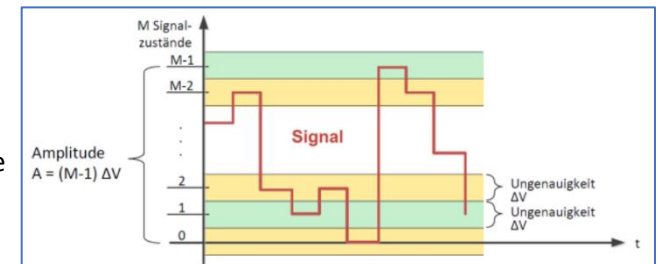 M Signal-
zustände
M-1
M-2
.
.
.
Signal
e
Amplitude
A = (M-1) ΔV
2
1
0
Ungenauigkeit
ΔV
Ungenauigkeit
ΔV
t